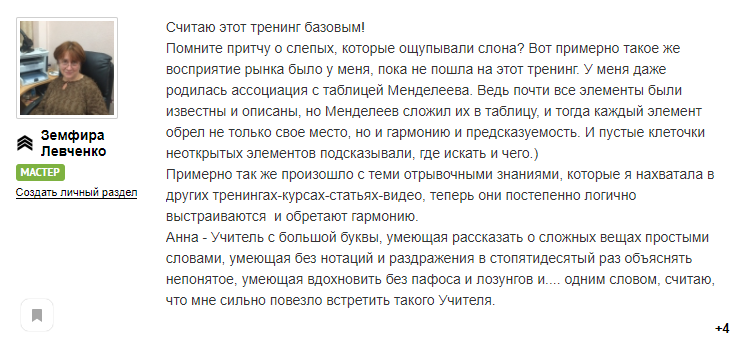 Земфира
Левченко
МАСТЕР
Создать личный раздел
Считаю этот тренинг базовым!
Помните притчу о слепых, которые ощупывали слона? Вот примерно такое же
восприятие рынка было у меня, пока не пошла на этот тренинг. У меня даже
родилась ассоциация с таблицей Менделеева. Ведь почти все элементы были
известны и описаны, но Менделеев сложил их в таблицу, и тогда каждый элемент
обрел не только свое место, но и гармонию и предсказуемость. И пустые клеточки
неоткрытых элементов подсказывали, где искать и чего.)
Примерно так же произошло с теми отрывочными знаниями, которые я нахватала в
других тренингах-курсах-статьях-видео, теперь они постепенно логично
выстраиваются и обретают гармонию.
Анна - Учитель с большой буквы, умеющая рассказать о сложных вещах простыми
словами, умеющая без нотаций и раздражения в стопятидесятый раз объяснять
непонятое, умеющая вдохновить без пафоса и лозунгов и.... одним словом, считаю,
что мне сильно повезло встретить такого Учителя.
+4